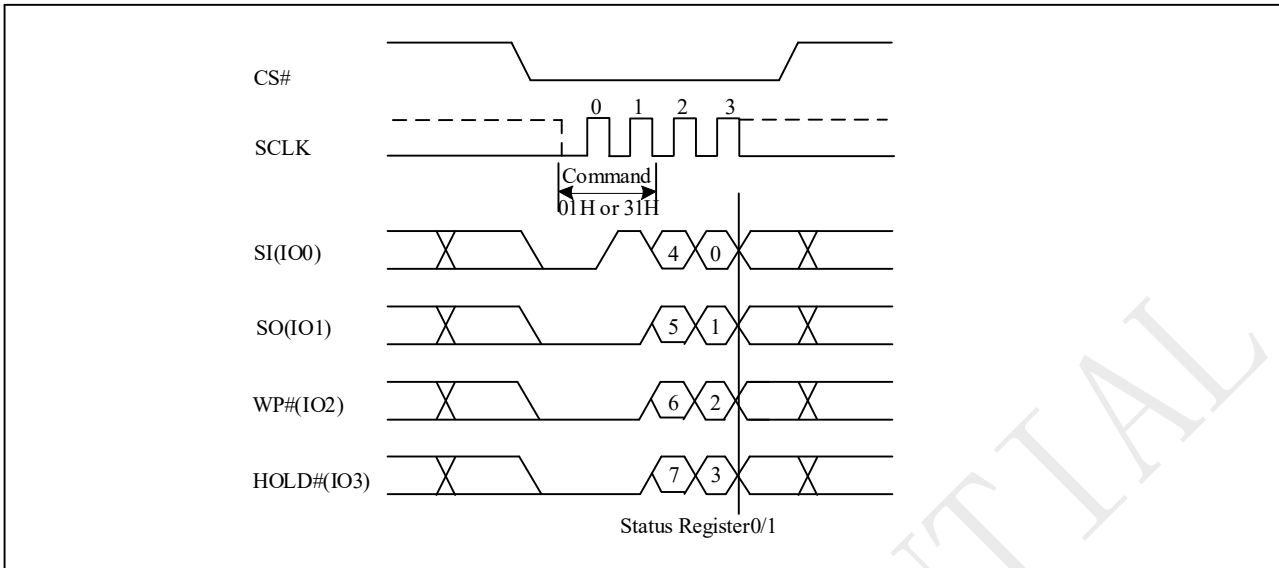 CS#
0 1 2 3
SCLK
Command
01H or 31H
SI(IO0) 4 0
SO(IO1) 5 1
WP#(IO2) 6 2
HOLD#(IO3) 7 3
Status Register0/1
NTIAL